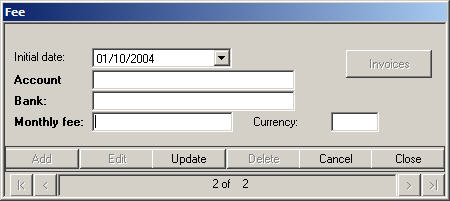 Fee
Initial date: 01/10/2004
Invoices
Account
Bank:
Monthly fee: Currency:
Add Edit Update Delete Cancel Close
2 of 2